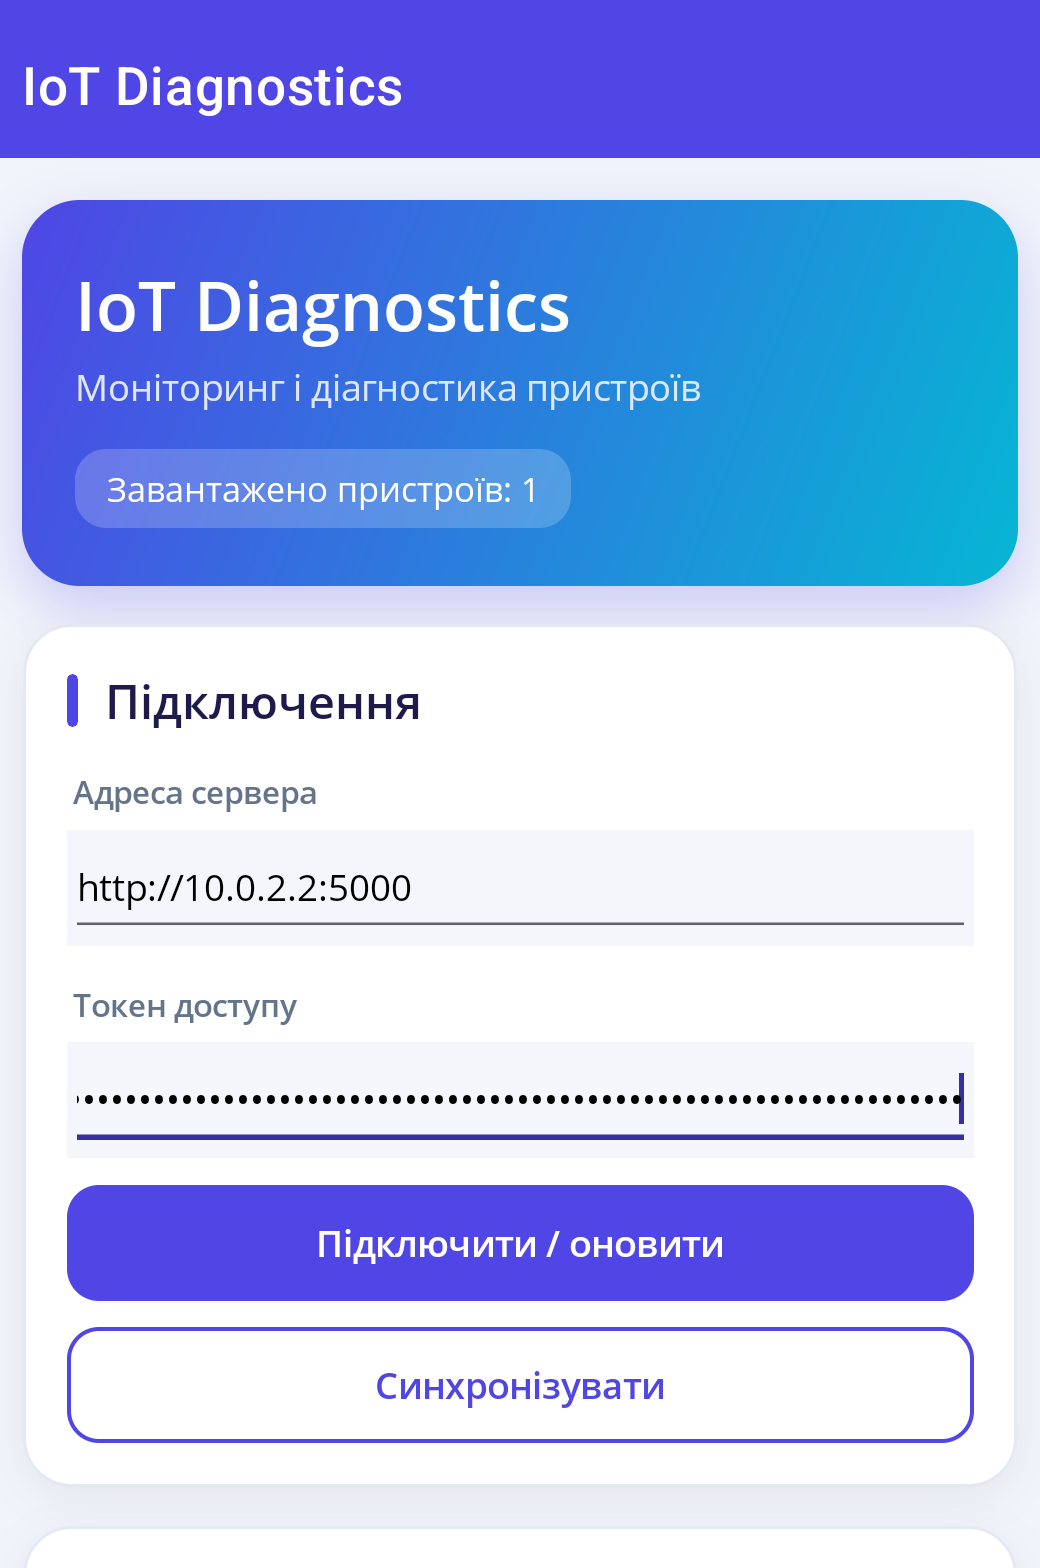 IoT Diagnostics
IoT Diagnostics
Моніторинг і діагностика пристроїв
Завантажено пристроїв: 1
Підключення
Адреса сервера
http://10.0.2.2:5000
Токен доступу
Підключити / оновити
Синхронізувати